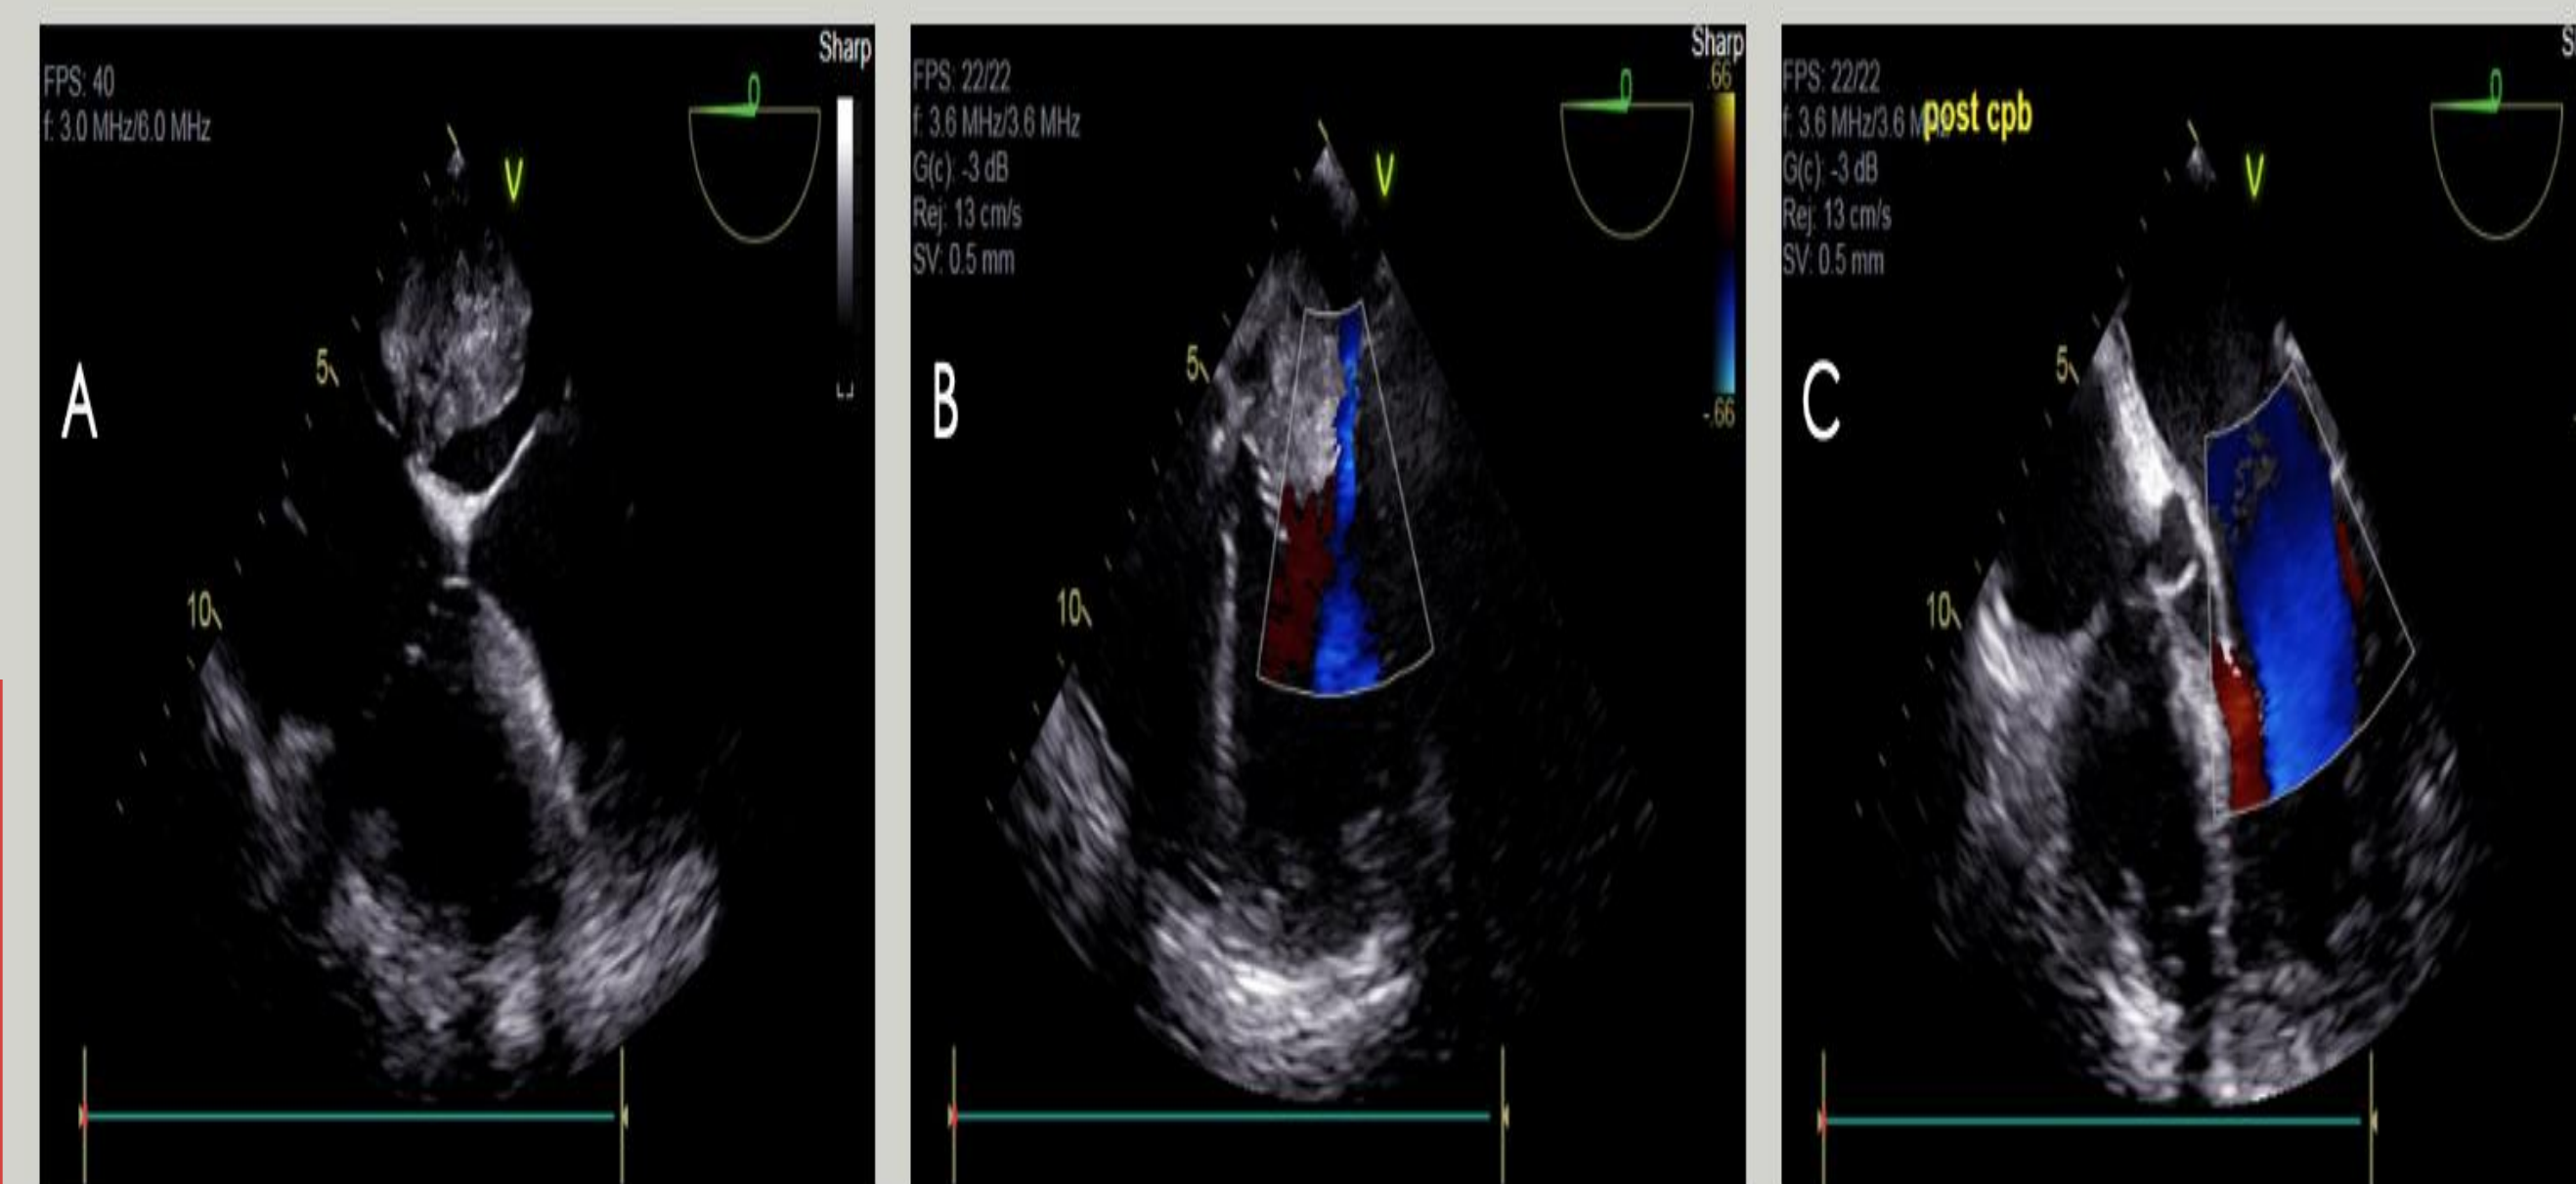 Sharp
FPS: 40
f: 3.0 MHz/6.0 MHz
0
V
5
A
10
Sharp
FPS: 22/22
f: 3.6 MHz/3.6 MHz
G(c): -3 dB
Rej: 13 cm/s
SV: 0.5 mm
0
V
.66
-.66
5
B
10
S
FPS: 22/22
f: 3.6 MHz/3.6 M
post cpb
G(c): -3 dB
Rej: 13 cm/s
SV: 0.5 mm
0
V
5
C
10